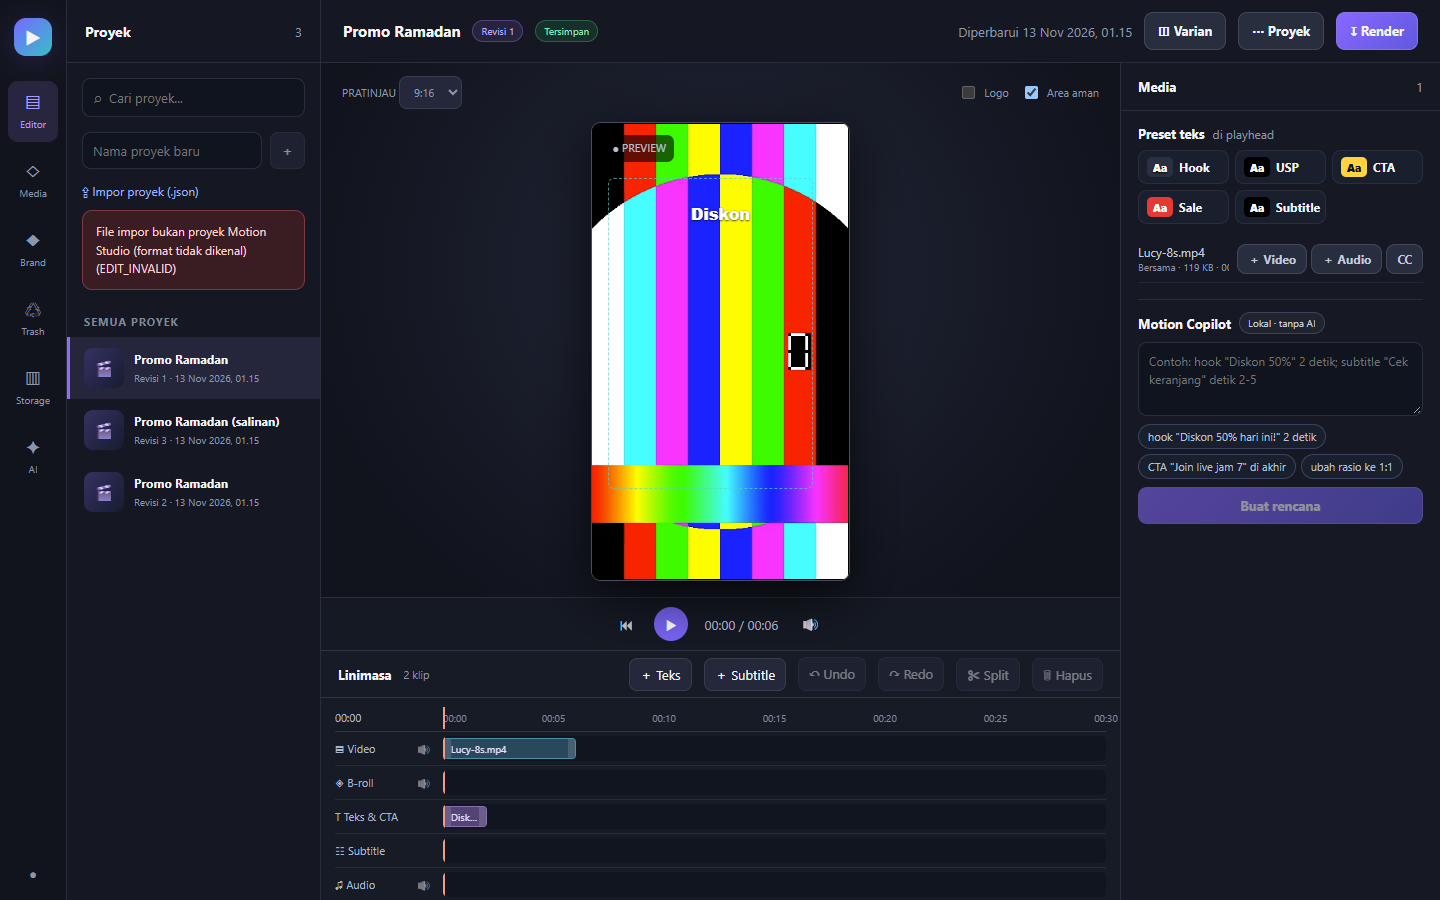 Editor
Media
Brand
Trash
Storage
AI
Proyek
3
Cari proyek...
Nama proyek baru
+
Impor proyek (.json)
File impor bukan proyek Motion
Studio (format tidak dikenal)
(EDIT_INVALID)
SEMUA PROYEK
Promo Ramadan
Revisi 1 · 13 Nov 2026, 01.15
Promo Ramadan (salinan)
Revisi 3 · 13 Nov 2026, 01.15
Promo Ramadan
Revisi 2 · 13 Nov 2026, 01.15
Promo Ramadan
Revisi 1
Tersimpan
Diperbarui 13 Nov 2026, 01.15
Varian
··· Proyek
Render
PRATINJAU
9:16
Logo
Area aman
● PREVIEW
Diskon
00:00 / 00:06
Linimasa
2 klip
+ Teks
+ Subtitle
Undo
Redo
Split
Hapus
00:00
00:00
00:05
00:10
00:15
00:20
00:25
00:30
Video
Lucy-8s.mp4
B-roll
T Teks & CTA
Disk...
Subtitle
Audio
Media
1
Preset teks
di playhead
Aa Hook
Aa USP
Aa CTA
Aa Sale
Aa Subtitle
Lucy-8s.mp4
Bersama · 119 KB · 00
+ Video
+ Audio
CC
Motion Copilot
Lokal · tanpa AI
Contoh: hook "Diskon 50%" 2 detik; subtitle "Cek
keranjang" detik 2-5
hook "Diskon 50% hari ini!" 2 detik
CTA "Join live jam 7" di akhir
ubah rasio ke 1:1
Buat rencana